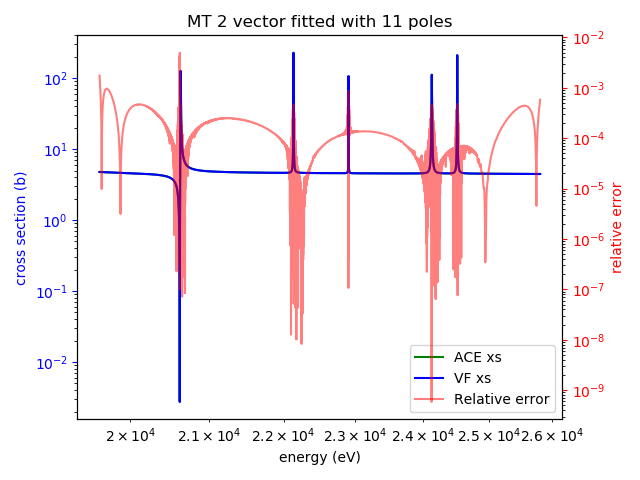 MT 2 vector fitted with 11 poles
cross section (b)
10²
10¹
10⁰
10⁻¹
10⁻²
10⁻²
10⁻³
10⁻⁴
10⁻⁵
10⁻⁶
10⁻⁷
10⁻⁸
10⁻⁹
relative error
ACE xs
VF xs
Relative error
2 × 10⁴ 2.1 × 10⁴ 2.2 × 10⁴ 2.3 × 10⁴ 2.4 × 10⁴ 2.5 × 10⁴ 2.6 × 10⁴
energy (eV)